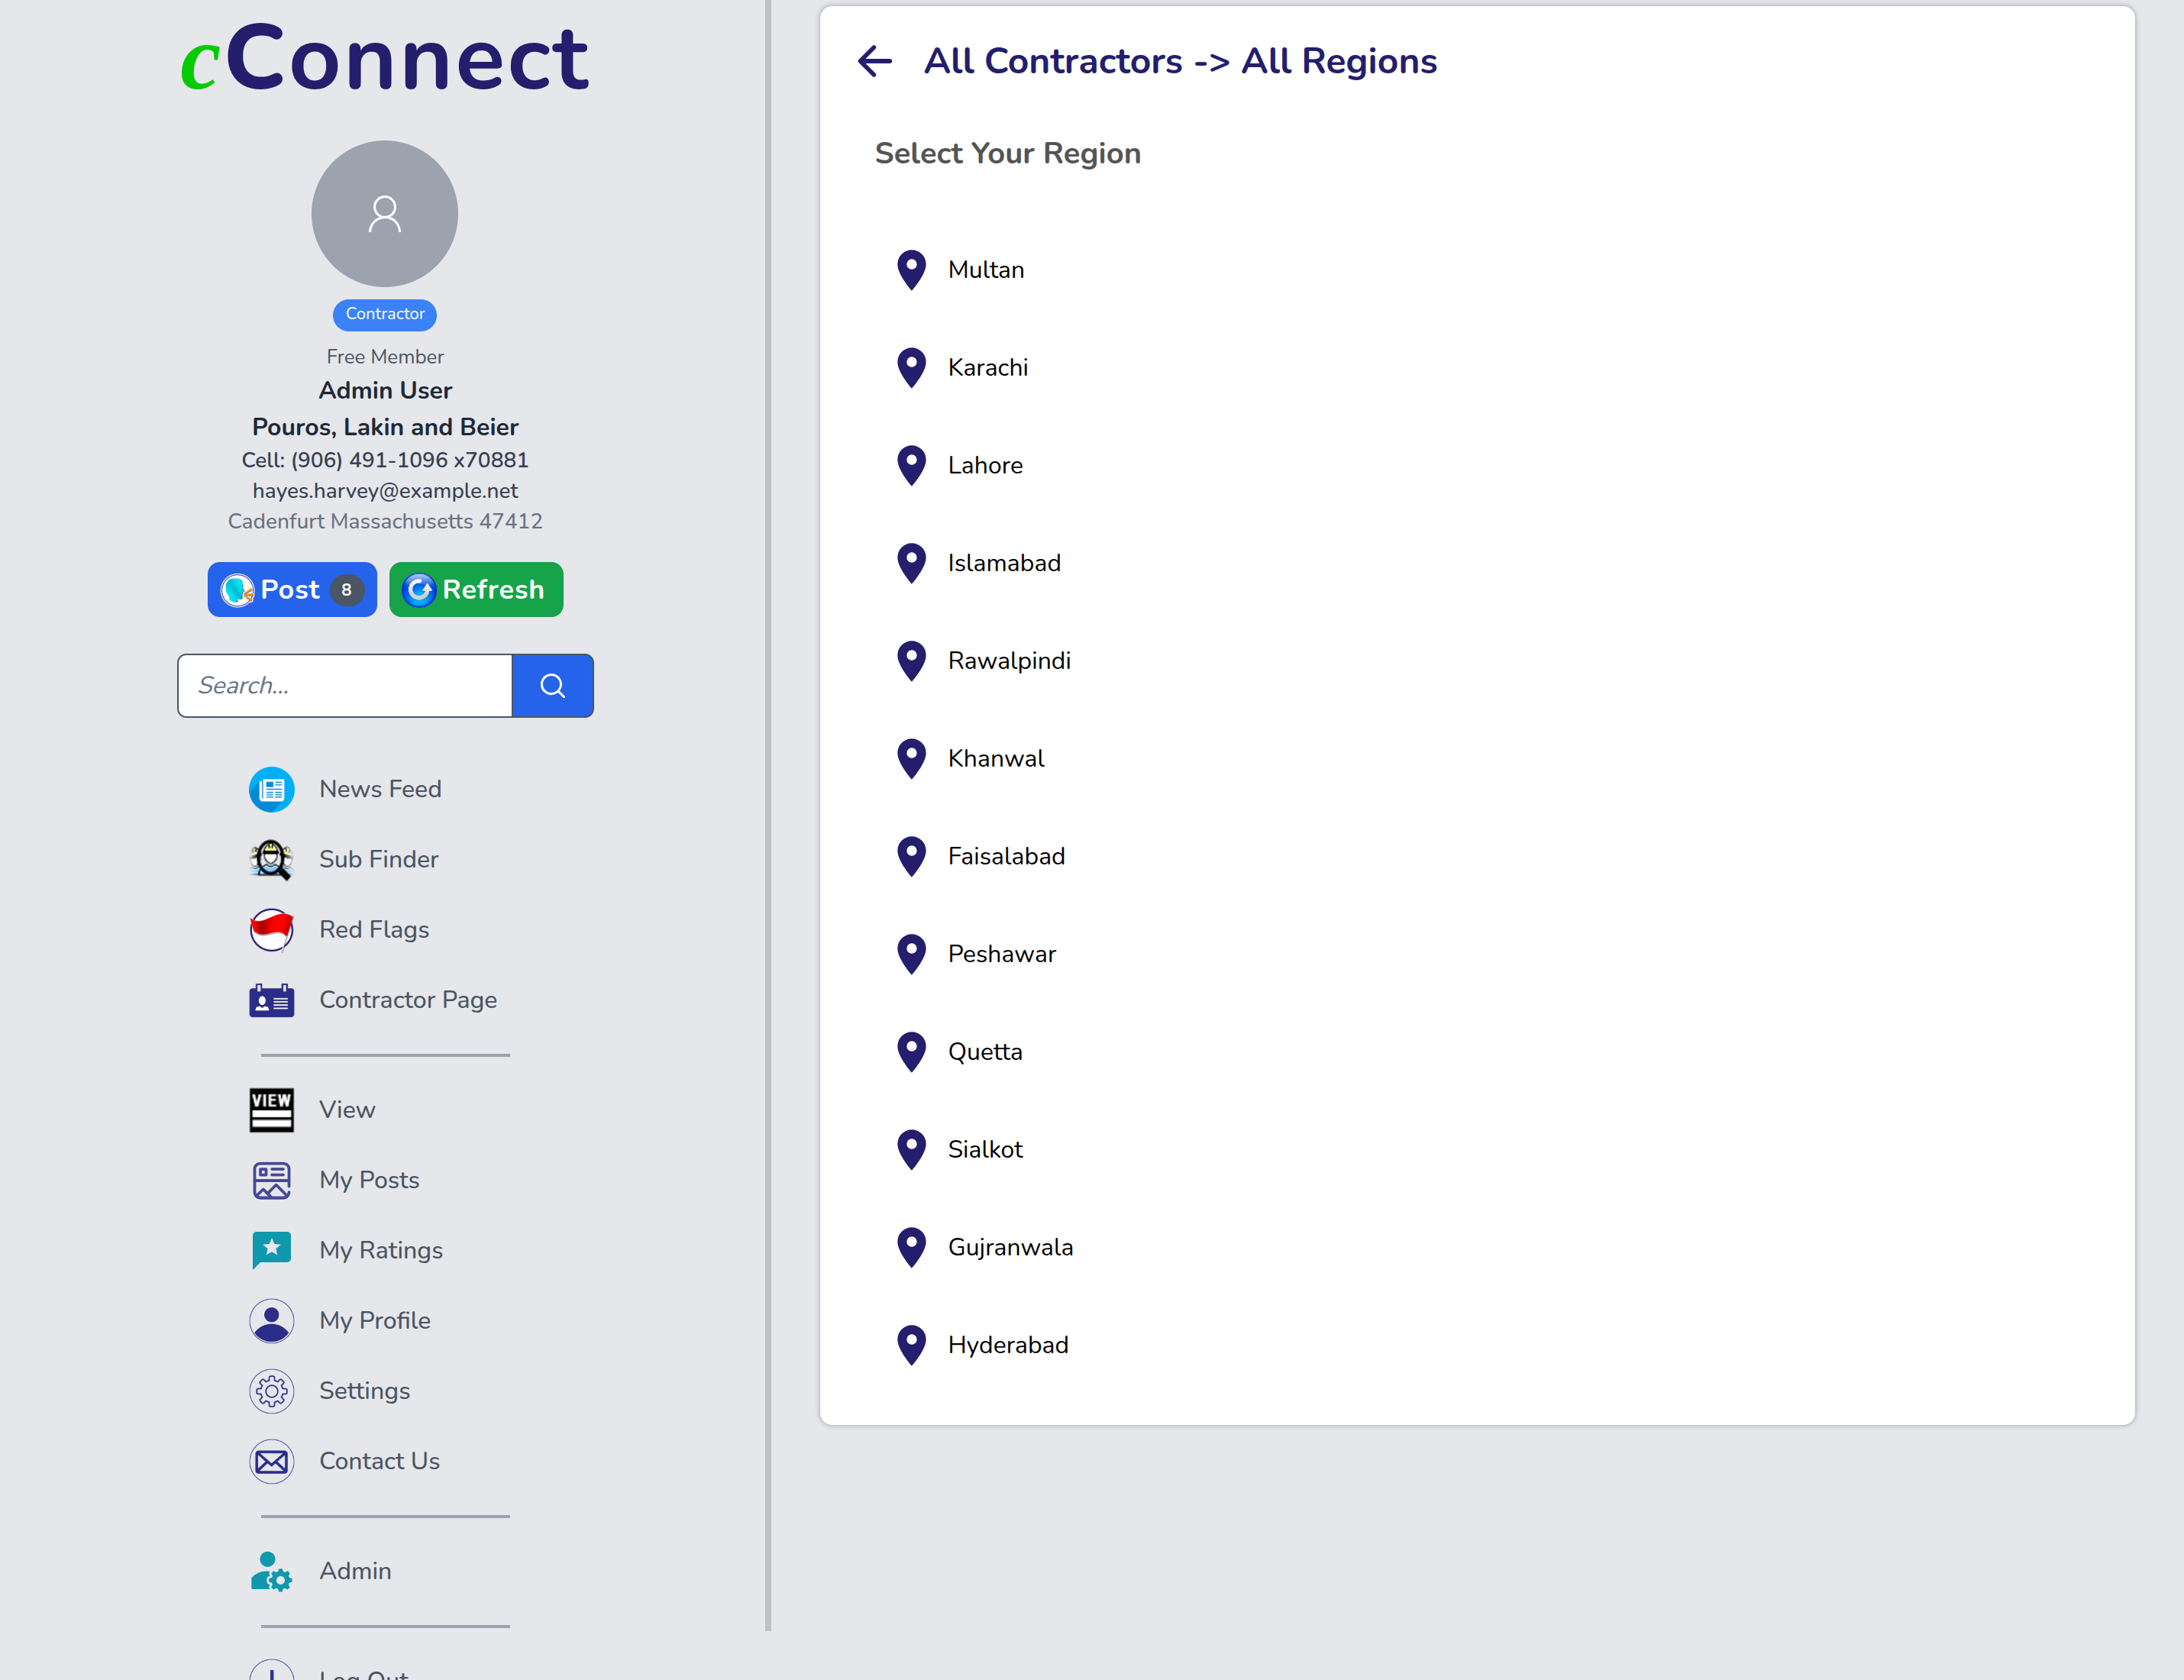 cConnect
Contractor
Free Member
Admin User
Pouros, Lakin and Beier
Cell: (906) 491-1096 x70881
hayes.harvey@example.net
Cadenfurt Massachusetts 47412
Post 8 Refresh
Search...
News Feed
Sub Finder
Red Flags
Contractor Page
VIEW View
My Posts
My Ratings
My Profile
Settings
Contact Us
Admin
Log Out
All Contractors -> All Regions
Select Your Region
Multan
Karachi
Lahore
Islamabad
Rawalpindi
Khanwal
Faisalabad
Peshawar
Quetta
Sialkot
Gujranwala
Hyderabad